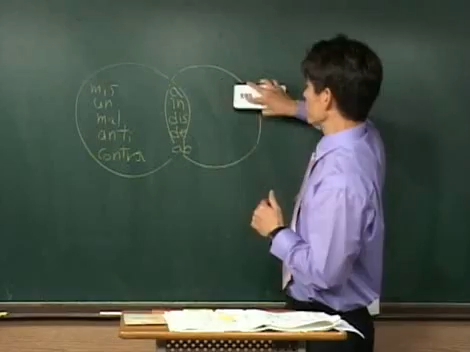 mis
un
mal
anti
contra
a
in
dis
de
ab